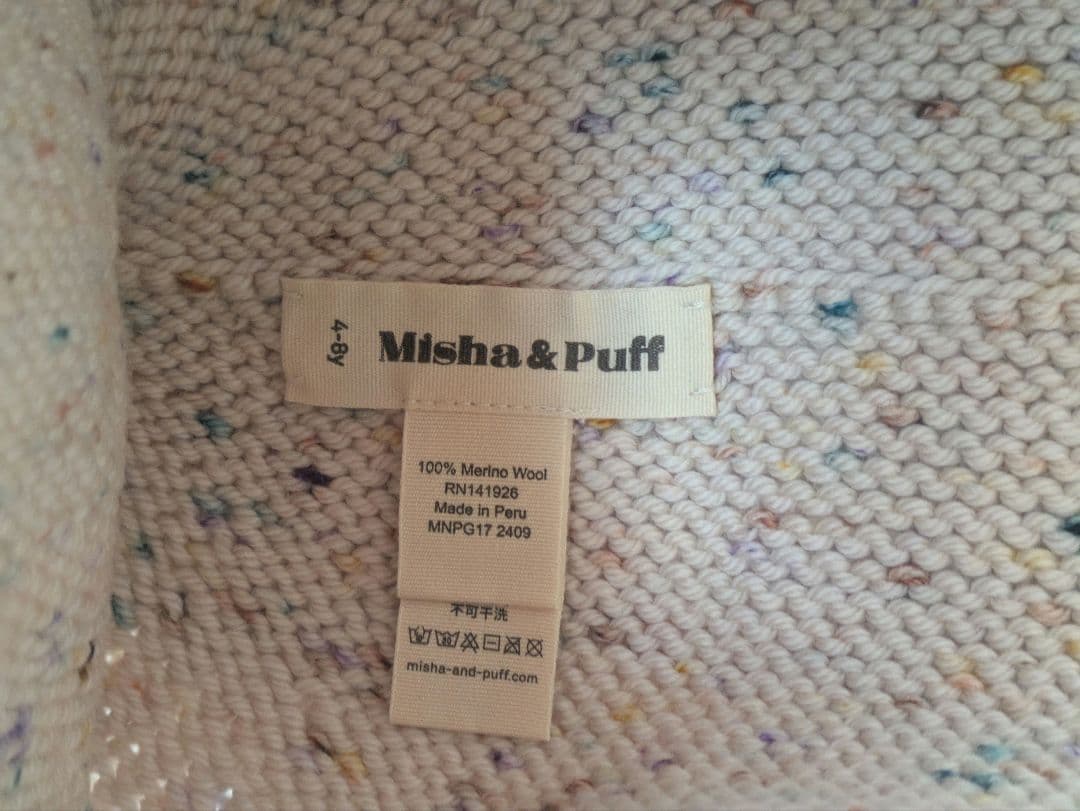 4-8y
Misha & Puff
100% Merino Wool
RN141926
Made in Peru
MNPG17 2409
不可干洗
misha-and-puff.com